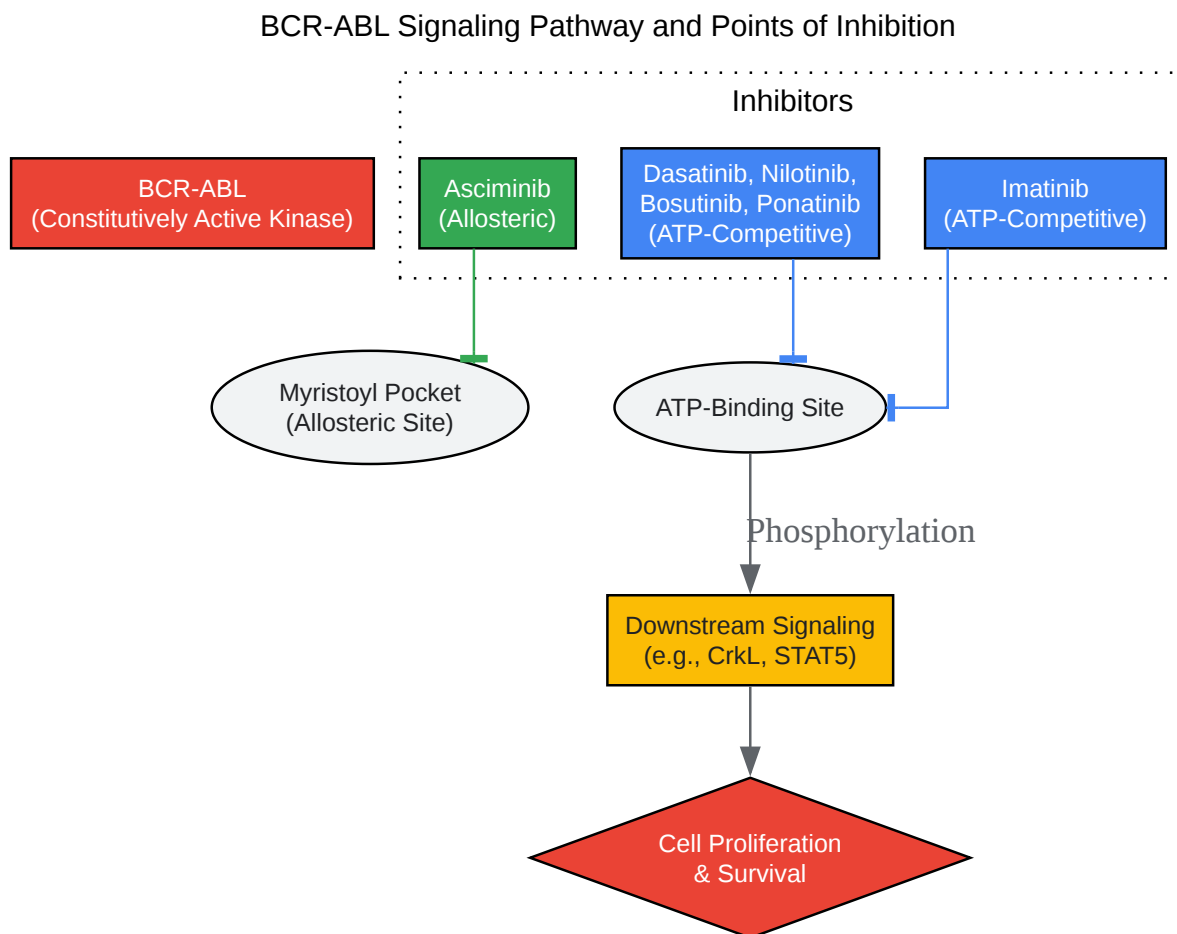 BCR-ABL Signaling Pathway and Points of Inhibition
Inhibitors
BCR-ABL
(Constitutively Active Kinase)
Asciminib
(Allosteric)
Dasatinib, Nilotinib,
Bosutinib, Ponatinib
(ATP-Competitive)
Imatinib
(ATP-Competitive)
Myristoyl Pocket
(Allosteric Site)
ATP-Binding Site
Phosphorylation
Downstream Signaling
(e.g., CrkL, STAT5)
Cell Proliferation
& Survival